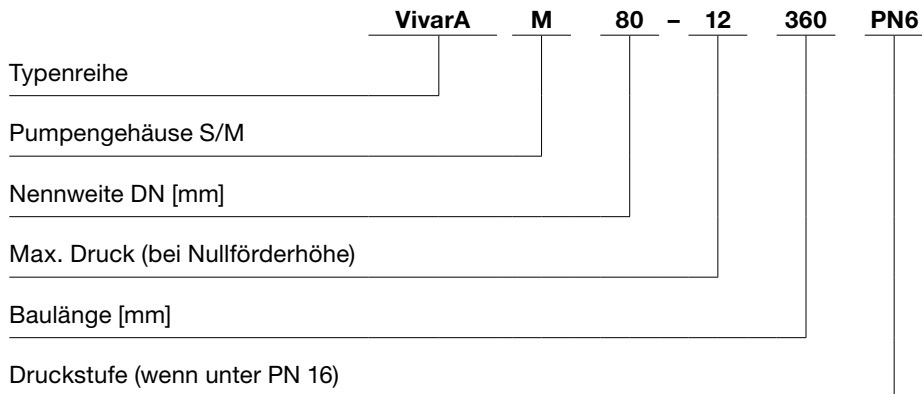 VivarA M 80 – 12 360 PN6
Typenreihe
Pumpengehäuse S/M
Nennweite DN [mm]
Max. Druck (bei Nullförderhöhe)
Baulänge [mm]
Druckstufe (wenn unter PN 16)